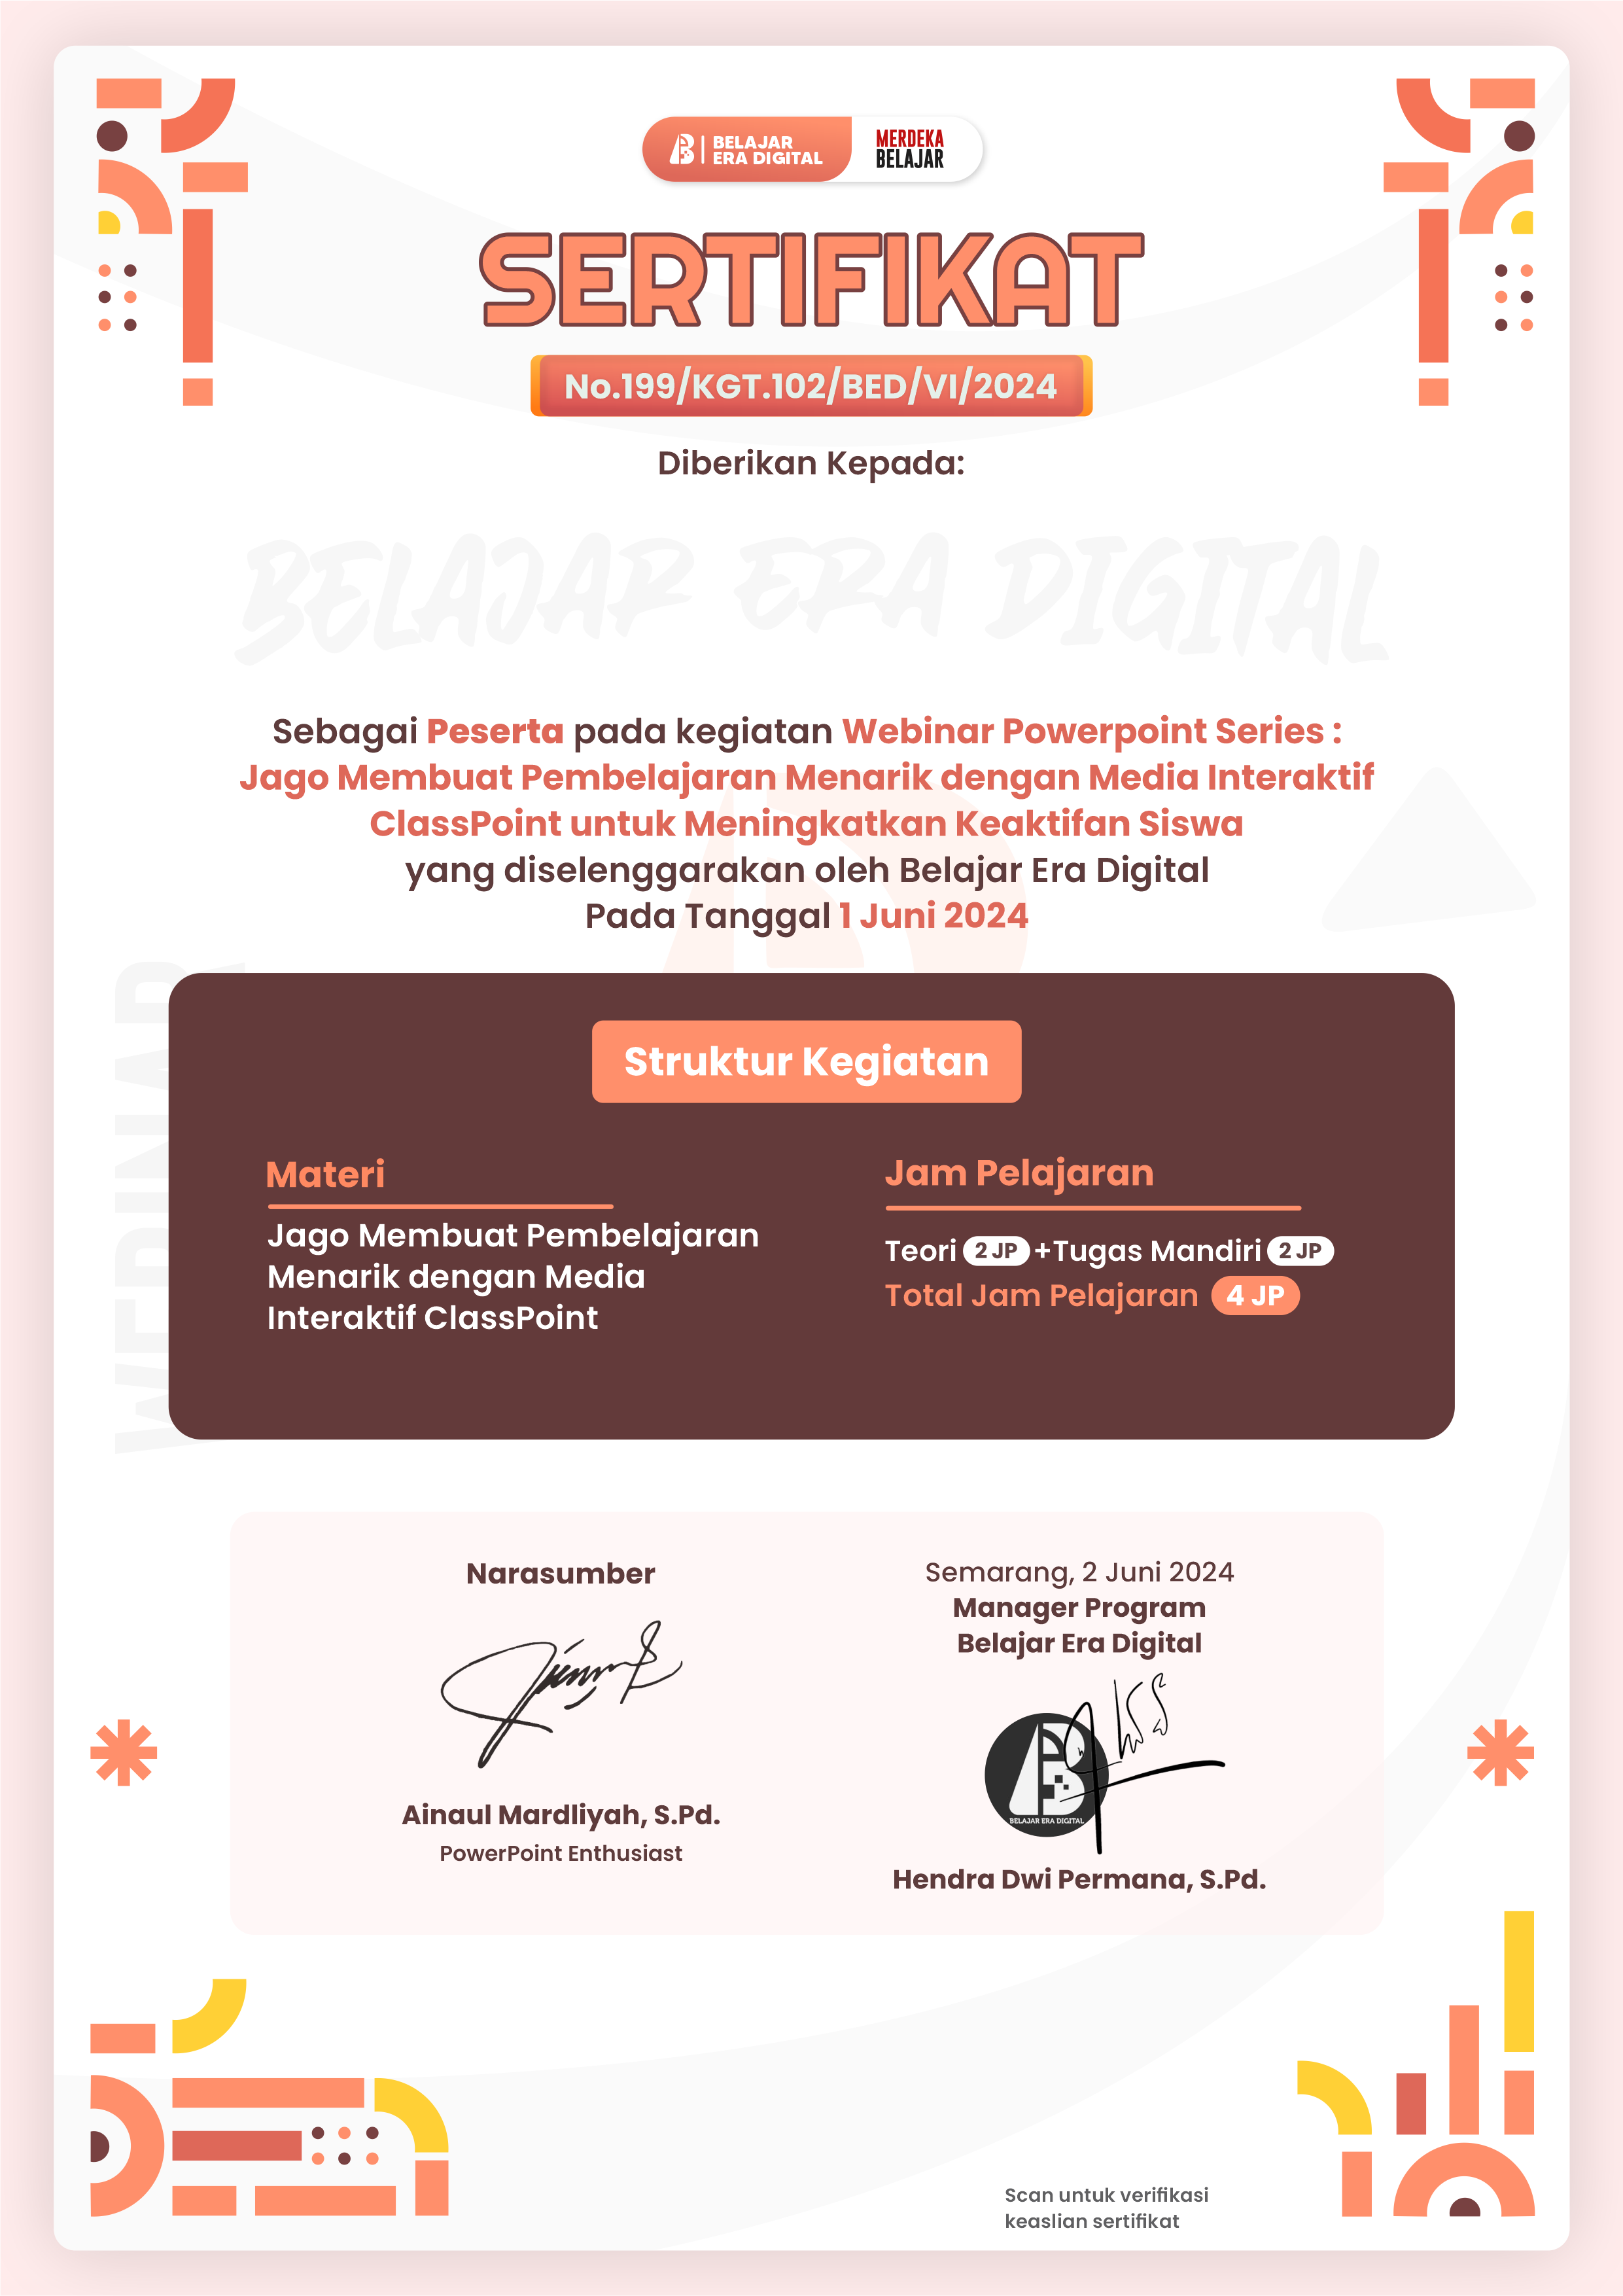 BELAJAR
ERA DIGITAL
MERDEKA
BELAJAR
SERTIFIKAT
No.199/KGT.102/BED/VI/2024
Diberikan Kepada:
BELAJAR ERA DIGITAL
Sebagai Peserta pada kegiatan Webinar Powerpoint Series :
Jago Membuat Pembelajaran Menarik dengan Media Interaktif
ClassPoint untuk Meningkatkan Keaktifan Siswa
yang diselenggarakan oleh Belajar Era Digital
Pada Tanggal 1 Juni 2024
WEBINAR
Struktur Kegiatan
Materi
Jago Membuat Pembelajaran
Menarik dengan Media
Interaktif ClassPoint
Jam Pelajaran
Teori 2 JP +Tugas Mandiri 2 JP
Total Jam Pelajaran 4 JP
Narasumber
Ainaul Mardliyah, S.Pd.
PowerPoint Enthusiast
Semarang, 2 Juni 2024
Manager Program
Belajar Era Digital
BELAJAR ERA DIGITAL
Hendra Dwi Permana, S.Pd.
Scan untuk verifikasi
keaslian sertifikat